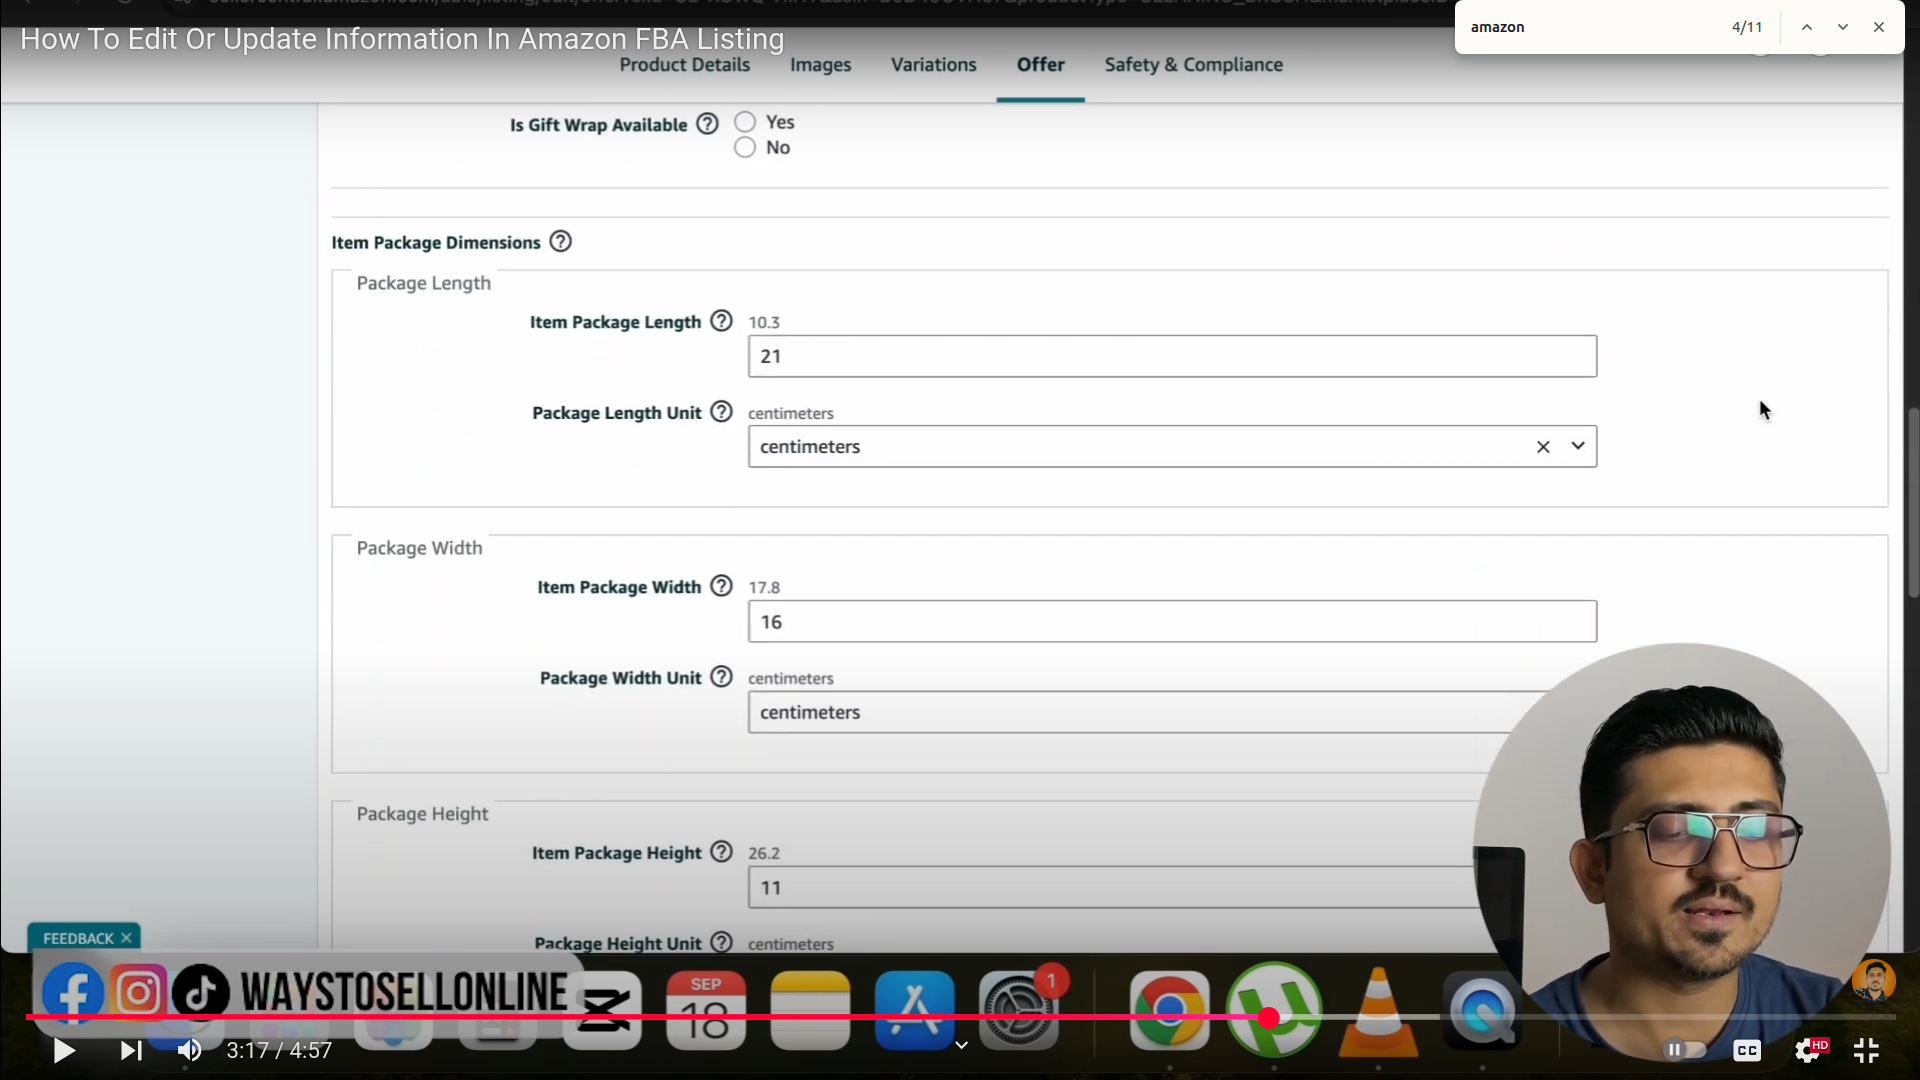 How To Edit Or Update Information In Amazon FBA Listing
amazon
4/11
Product Details
Images
Variations
Offer
Safety & Compliance
Is Gift Wrap Available
Yes
No
Item Package Dimensions
Package Length
Item Package Length
10.3
21
Package Length Unit
centimeters
centimeters
Package Width
Item Package Width
17.8
16
Package Width Unit
centimeters
centimeters
Package Height
Item Package Height
26.2
11
Package Height Unit
centimeters
FEEDBACK
WAYSTOSELLONLINE
SEP
18
1
3:17 / 4:57
CC
HD